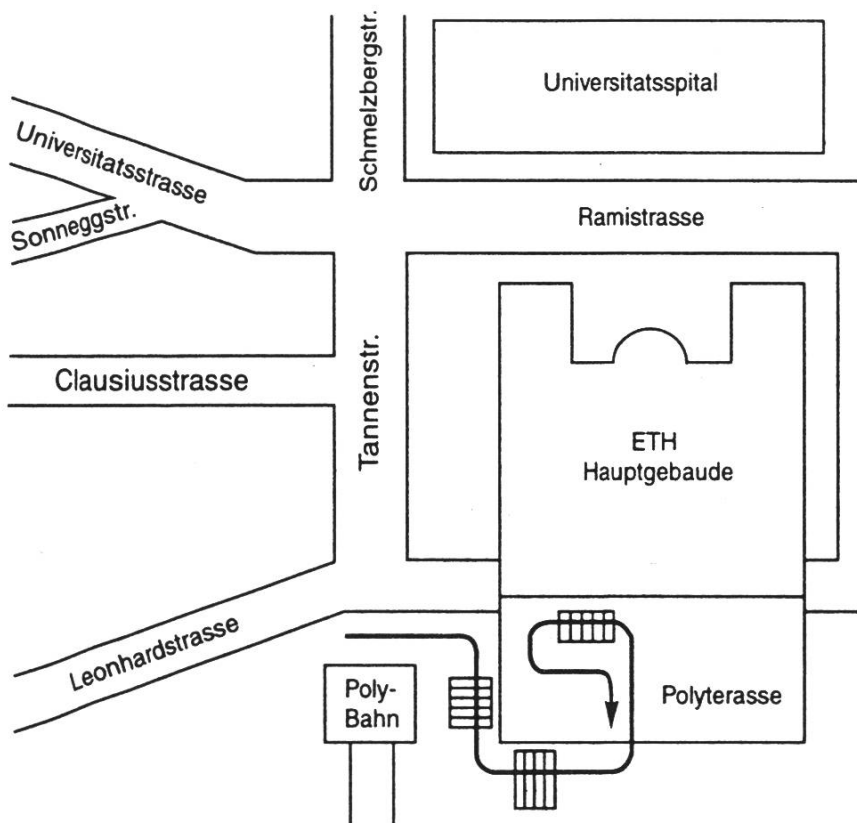 Schmelzbergstr.
Universitatsspital
Universitatsstrasse
Sonneggstr.
Ramistrasse
Clausiusstrasse
Tannenstr.
ETH
Hauptgebaude
Leonhardstrasse
Poly-
Bahn
Polyterasse